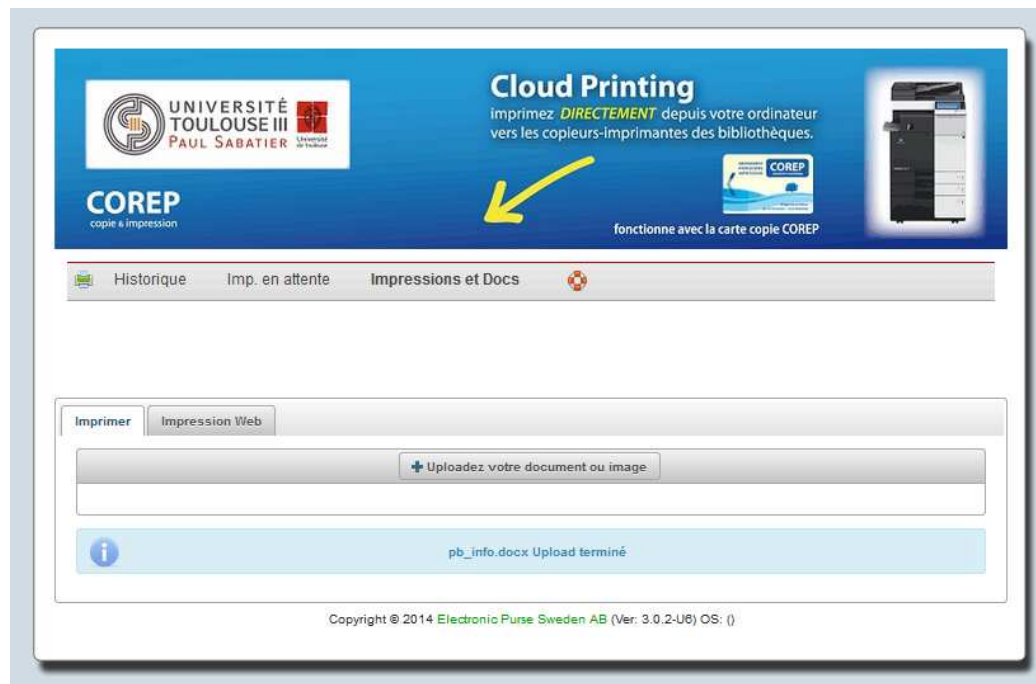 UNIVERSITÉ
TOULOUSE III
PAUL SABATIER
Université
de Toulouse
COREP
copie & impression
Cloud Printing
imprimez DIRECTEMENT depuis votre ordinateur
vers les copieurs-imprimantes des bibliothèques.
COREP
fonctionne avec la carte copie COREP
Historique Imp. en attente Impressions et Docs
Imprimer Impression Web
Uploadez votre document ou image
pb_info.docx Upload terminé
Copyright © 2014 Electronic Purse Sweden AB (Ver: 3.0.2-U6) OS: ()